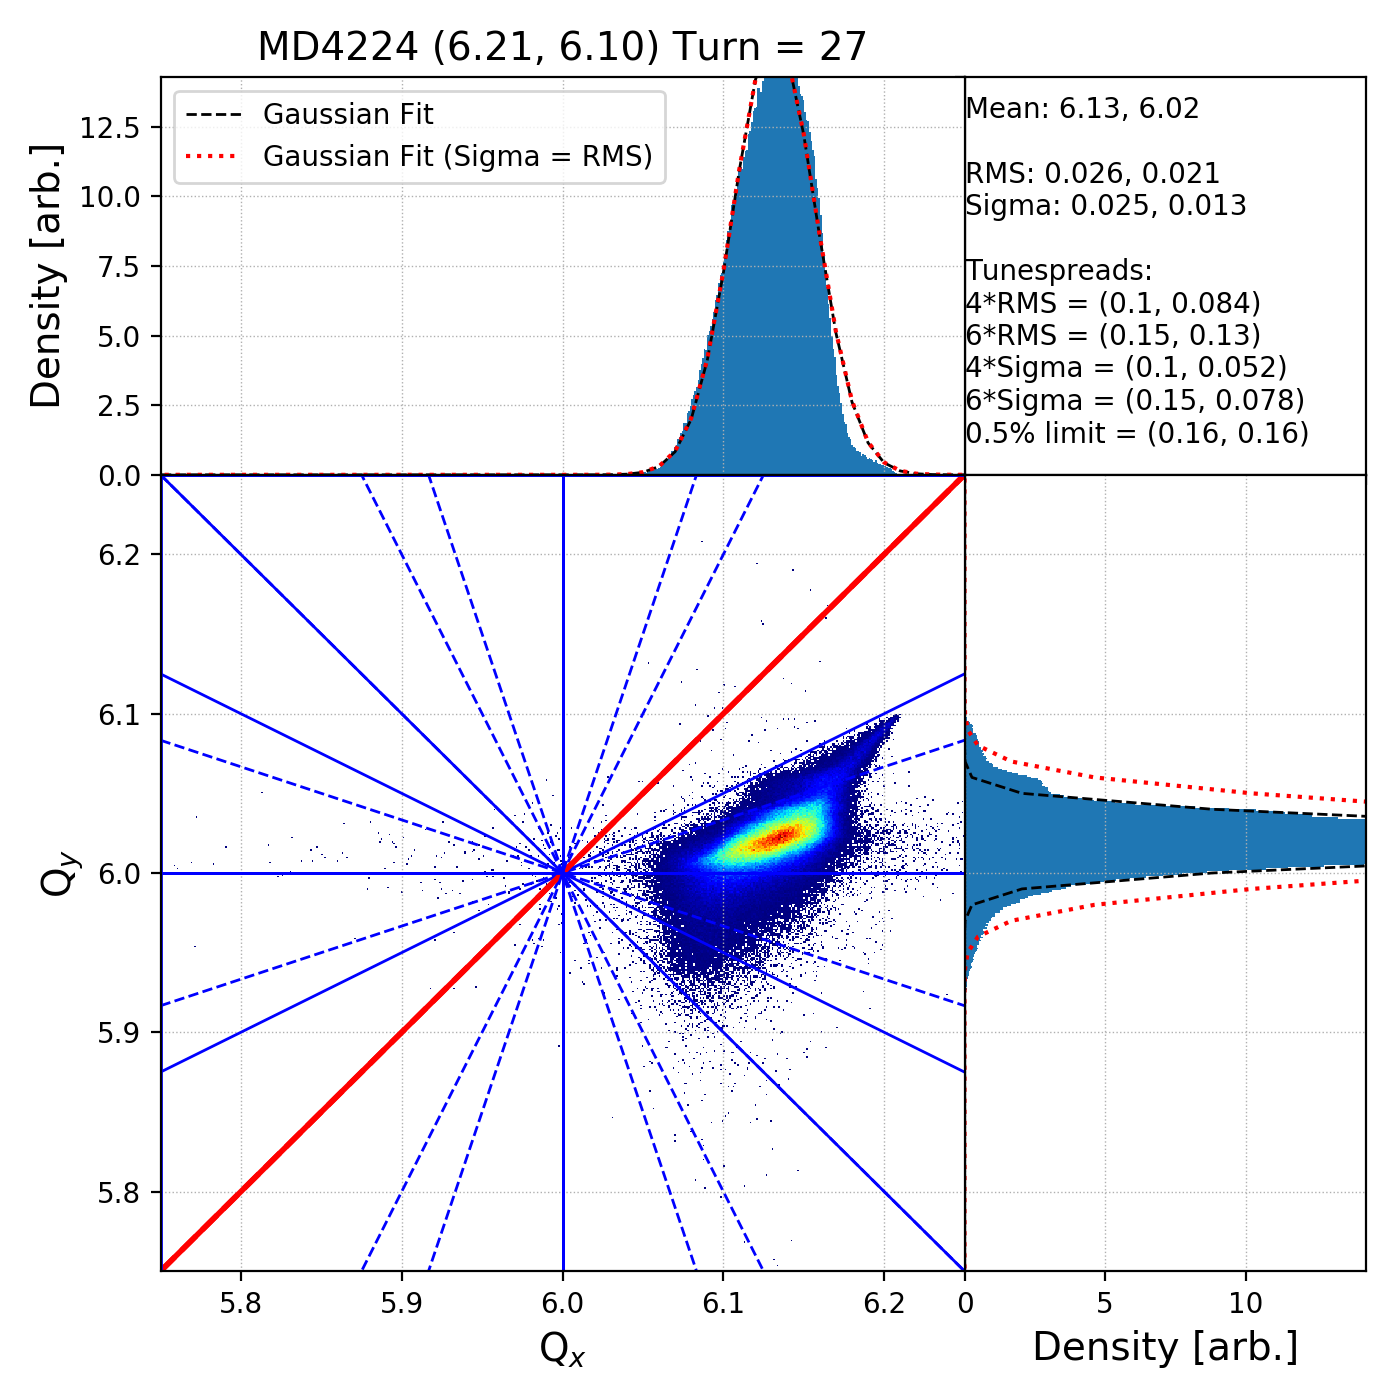 MD4224 (6.21, 6.10) Turn = 27
Gaussian Fit
Gaussian Fit (Sigma = RMS)
Density [arb.]
12.5
10.0
7.5
5.0
2.5
0.0
Mean: 6.13, 6.02
RMS: 0.026, 0.021
Sigma: 0.025, 0.013
Tunespreads:
4*RMS = (0.1, 0.084)
6*RMS = (0.15, 0.13)
4*Sigma = (0.1, 0.052)
6*Sigma = (0.15, 0.078)
0.5% limit = (0.16, 0.16)
Qy
6.2
6.1
6.0
5.9
5.8
5.8 5.9 6.0 6.1 6.2
Qx
0 5 10
Density [arb.]